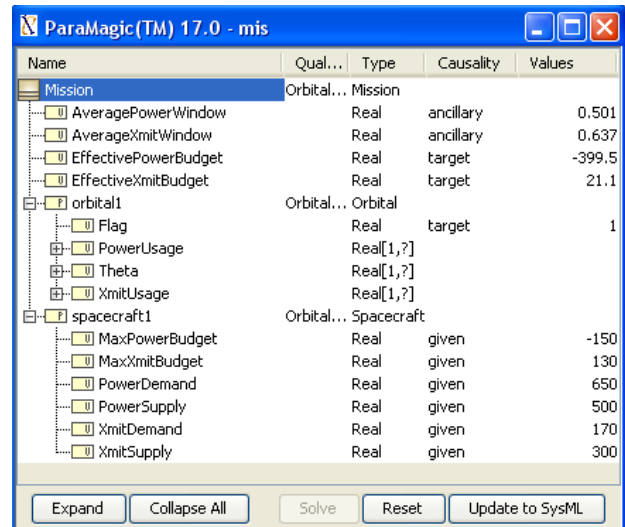 ParaMagic(TM) 17.0 - mis
Name Qual... Type Causality Values
Mission Orbital... Mission
AveragePowerWindow Real ancillary 0.501
AverageXmitWindow Real ancillary 0.637
EffectivePowerBudget Real target -399.5
EffectiveXmitBudget Real target 21.1
orbital1 Orbital... Orbital
Flag Real target 1
PowerUsage Real[1,?]
Theta Real[1,?]
XmitUsage Real[1,?]
spacecraft1 Orbital... Spacecraft
MaxPowerBudget Real given -150
MaxXmitBudget Real given 130
PowerDemand Real given 650
PowerSupply Real given 500
XmitDemand Real given 170
XmitSupply Real given 300
Expand Collapse All Solve Reset Update to SysML